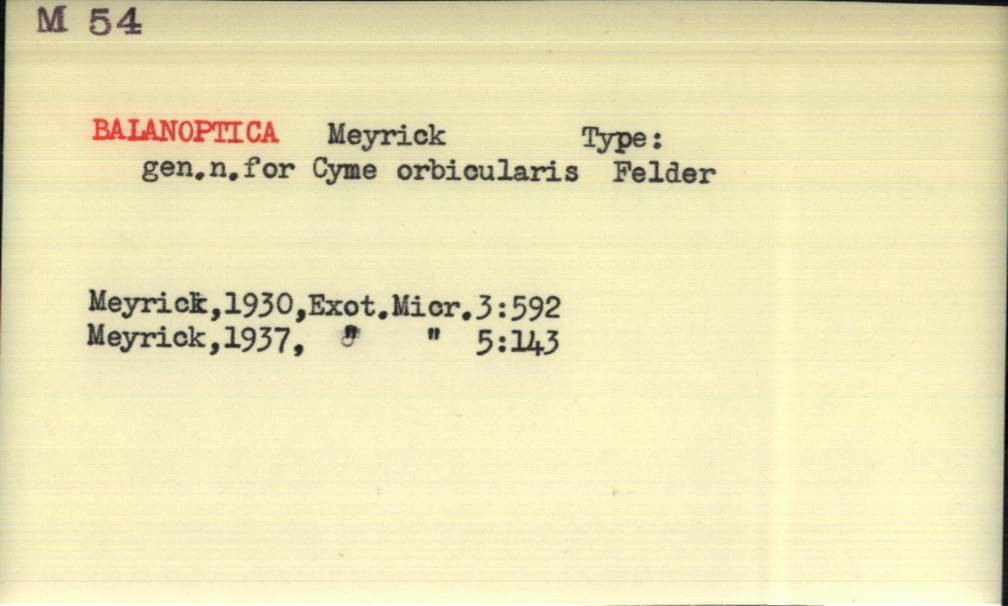 M 54
BALANOPTICA Meyrick Type:
gen.n.for Cyme orbicularis Felder
Meyrick,1930,Exot.Micr.3:592
Meyrick,1937, " " 5:143